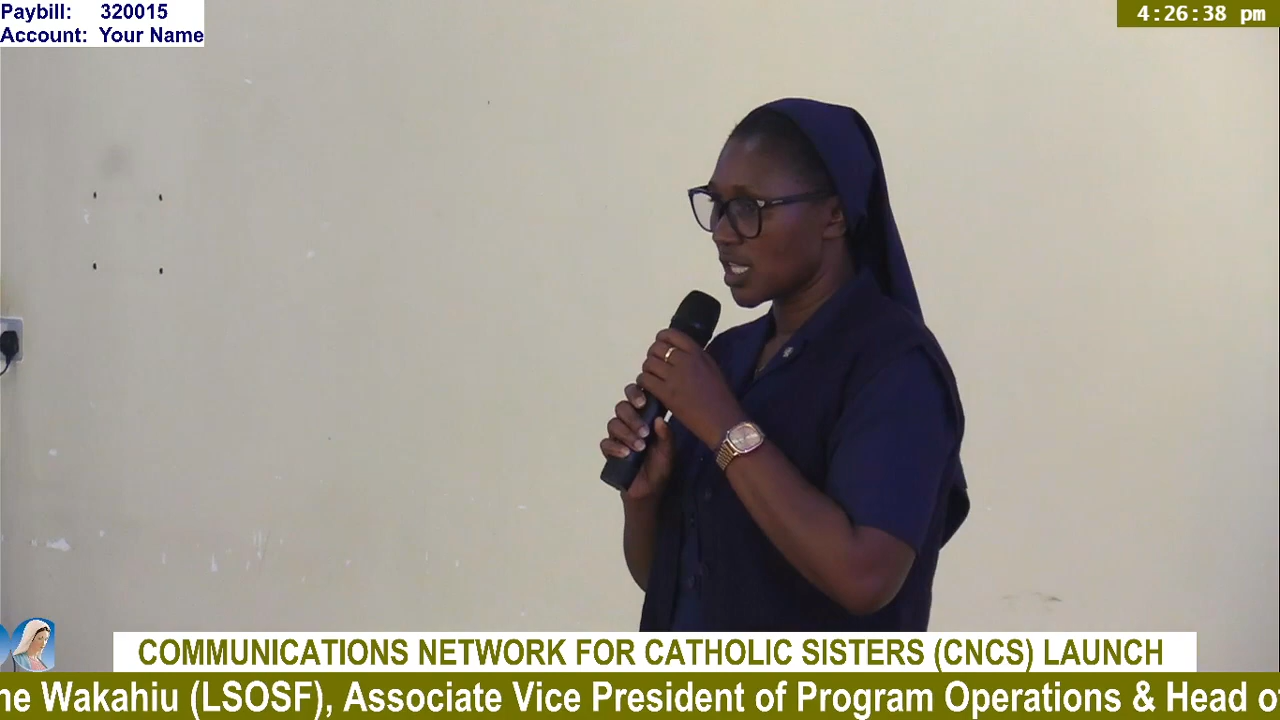 Paybill: 320015
4:26:38 pm
Account: Your Name
COMMUNICATIONS NETWORK FOR CATHOLIC SISTERS (CNCS) LAUNCH
ne Wakahiu (LSOSF), Associate Vice President of Program Operations & Head of